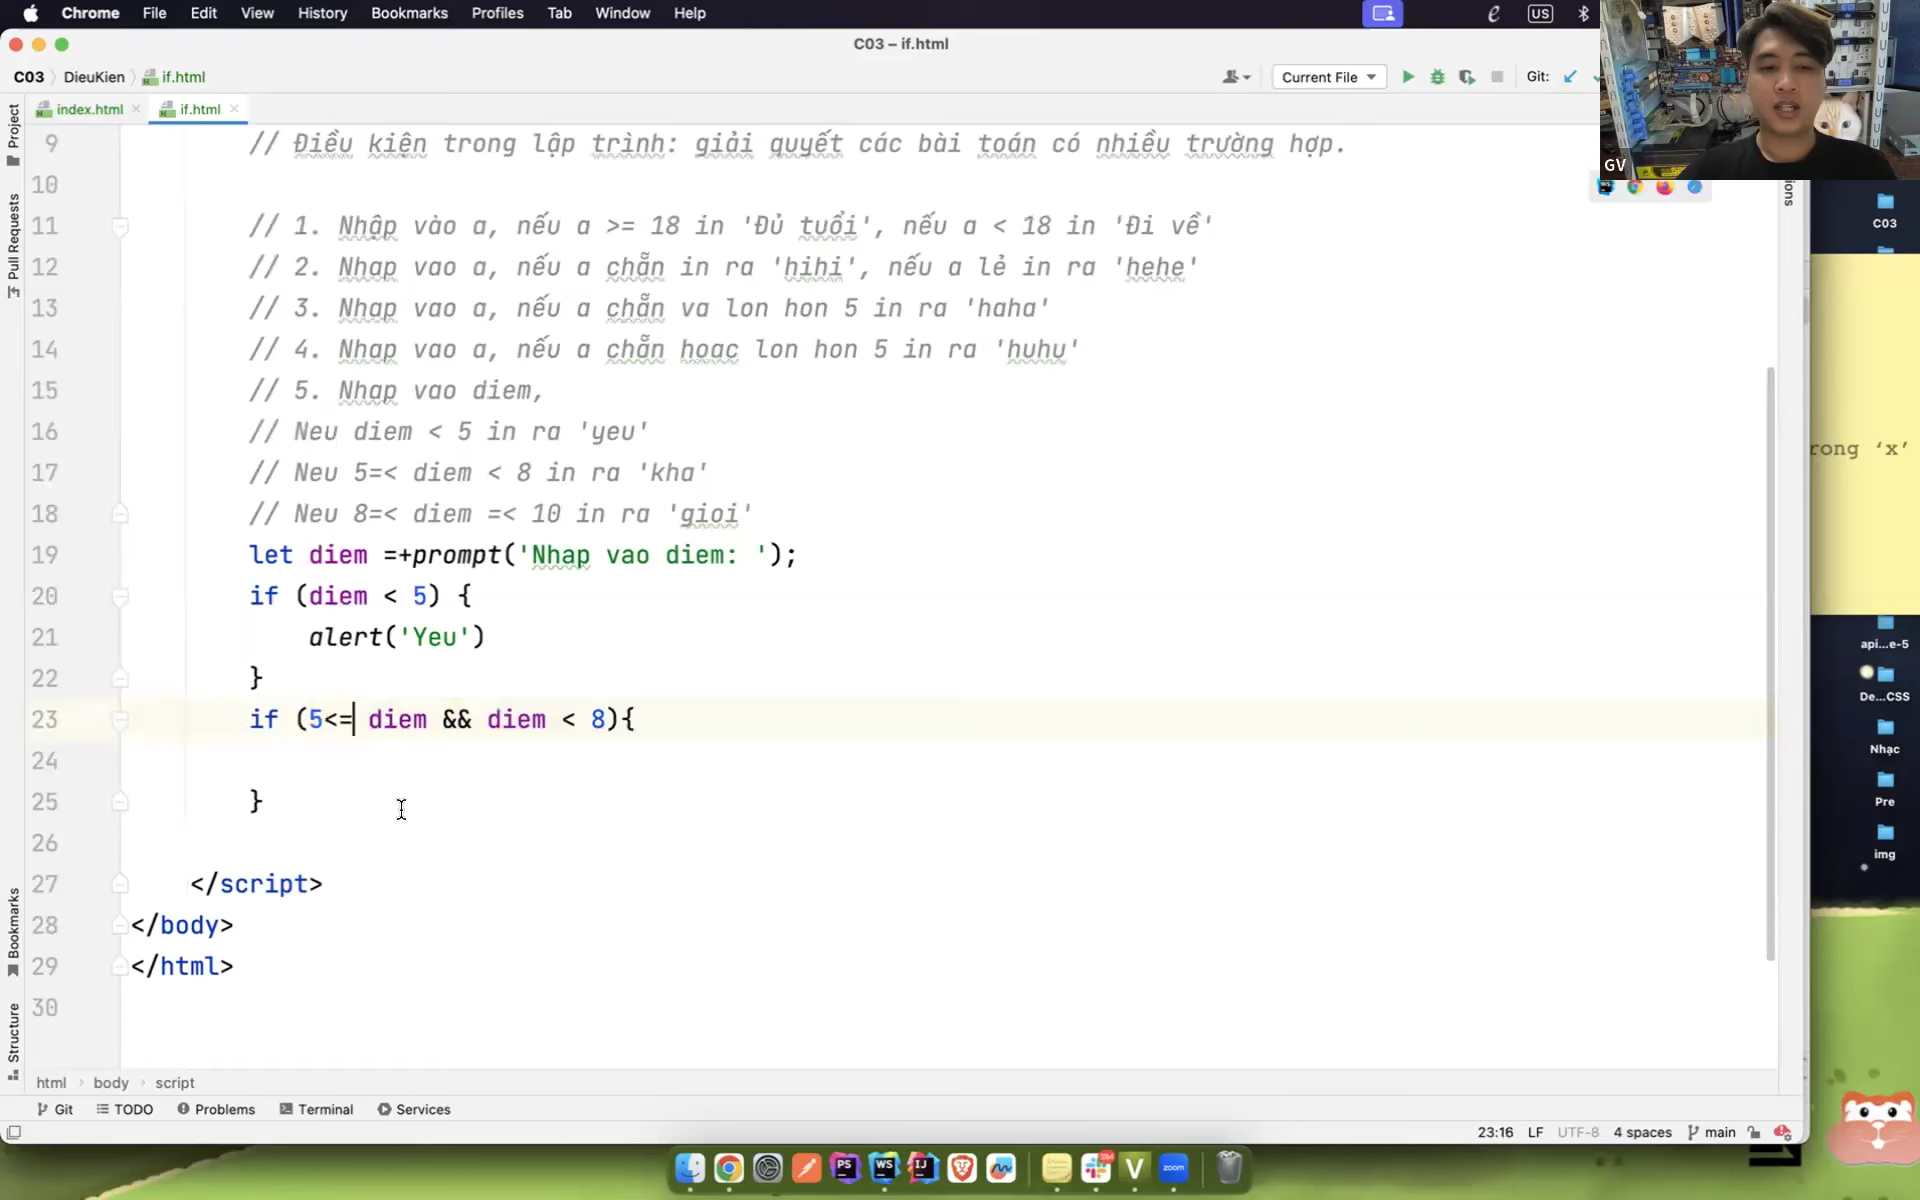 Chrome File Edit View History Bookmarks Profiles Tab Window Help US
C03 – if.html
C03 DieuKien if.html Current File Git:
index.html if.html
GV
Project
Pull Requests
Bookmarks
Structure
9 // Điều kiện trong lập trình: giải quyết các bài toán có nhiều trường hợp.
10
11 // 1. Nhập vào a, nếu a >= 18 in 'Đủ tuổi', nếu a < 18 in 'Đi về'
12 // 2. Nhap vao a, nếu a chẵn in ra 'hihi', nếu a lẻ in ra 'hehe'
13 // 3. Nhap vao a, nếu a chẵn va lon hon 5 in ra 'haha'
14 // 4. Nhap vao a, nếu a chẵn hoac lon hon 5 in ra 'huhu'
15 // 5. Nhap vao diem,
16 // Neu diem < 5 in ra 'yeu'
17 // Neu 5=< diem < 8 in ra 'kha'
18 // Neu 8=< diem =< 10 in ra 'gioi'
19 let diem =+prompt('Nhap vao diem: ');
20 if (diem < 5) {
21 alert('Yeu')
22 }
23 if (5<= diem && diem < 8){
24
25 }
26
27 </script>
28 </body>
29 </html>
30
html body script
Git TODO Problems Terminal Services
23:16 LF UTF-8 4 spaces main
ions
C03
rong ‘x’
api...e-5
De...CSS
Nhạc
Pre
img
PS WS IJ V zoom